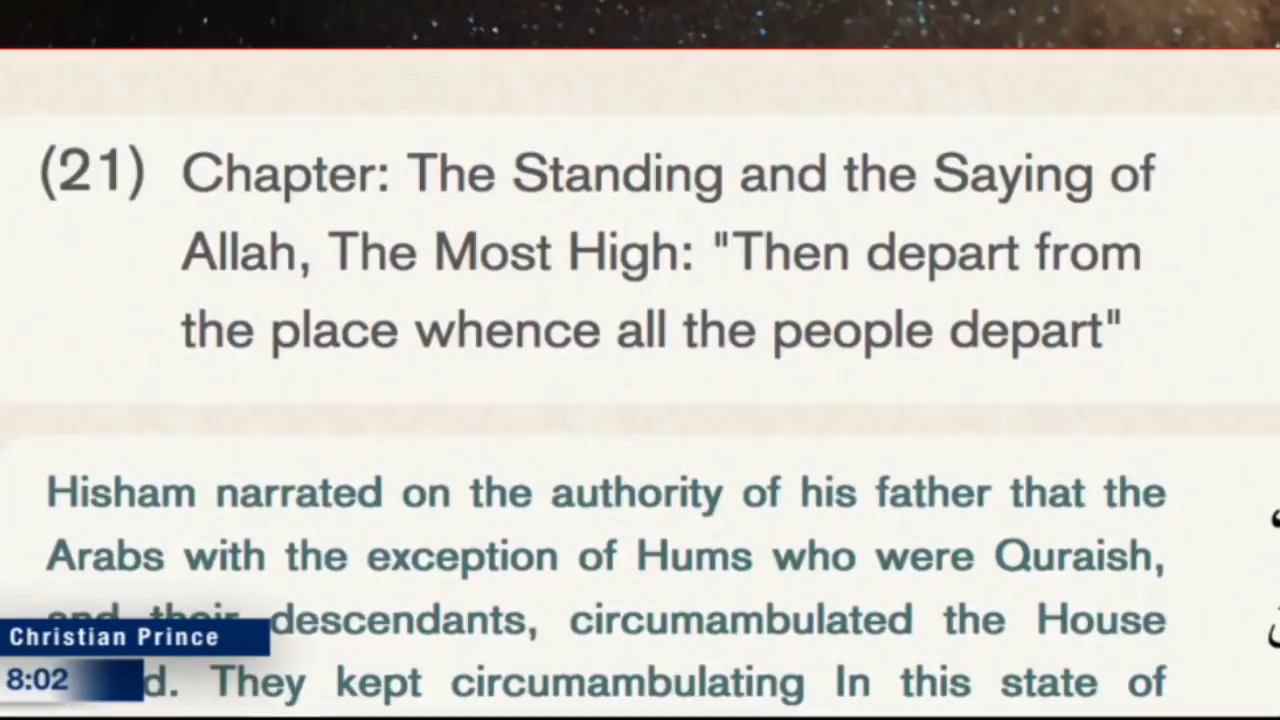 (21) Chapter: The Standing and the Saying of
Allah, The Most High: "Then depart from
the place whence all the people depart"
Hisham narrated on the authority of his father that the
Arabs with the exception of Hums who were Quraish,
and their descendants, circumambulated the House
d. They kept circumambulating In this state of
Christian Prince
8:02